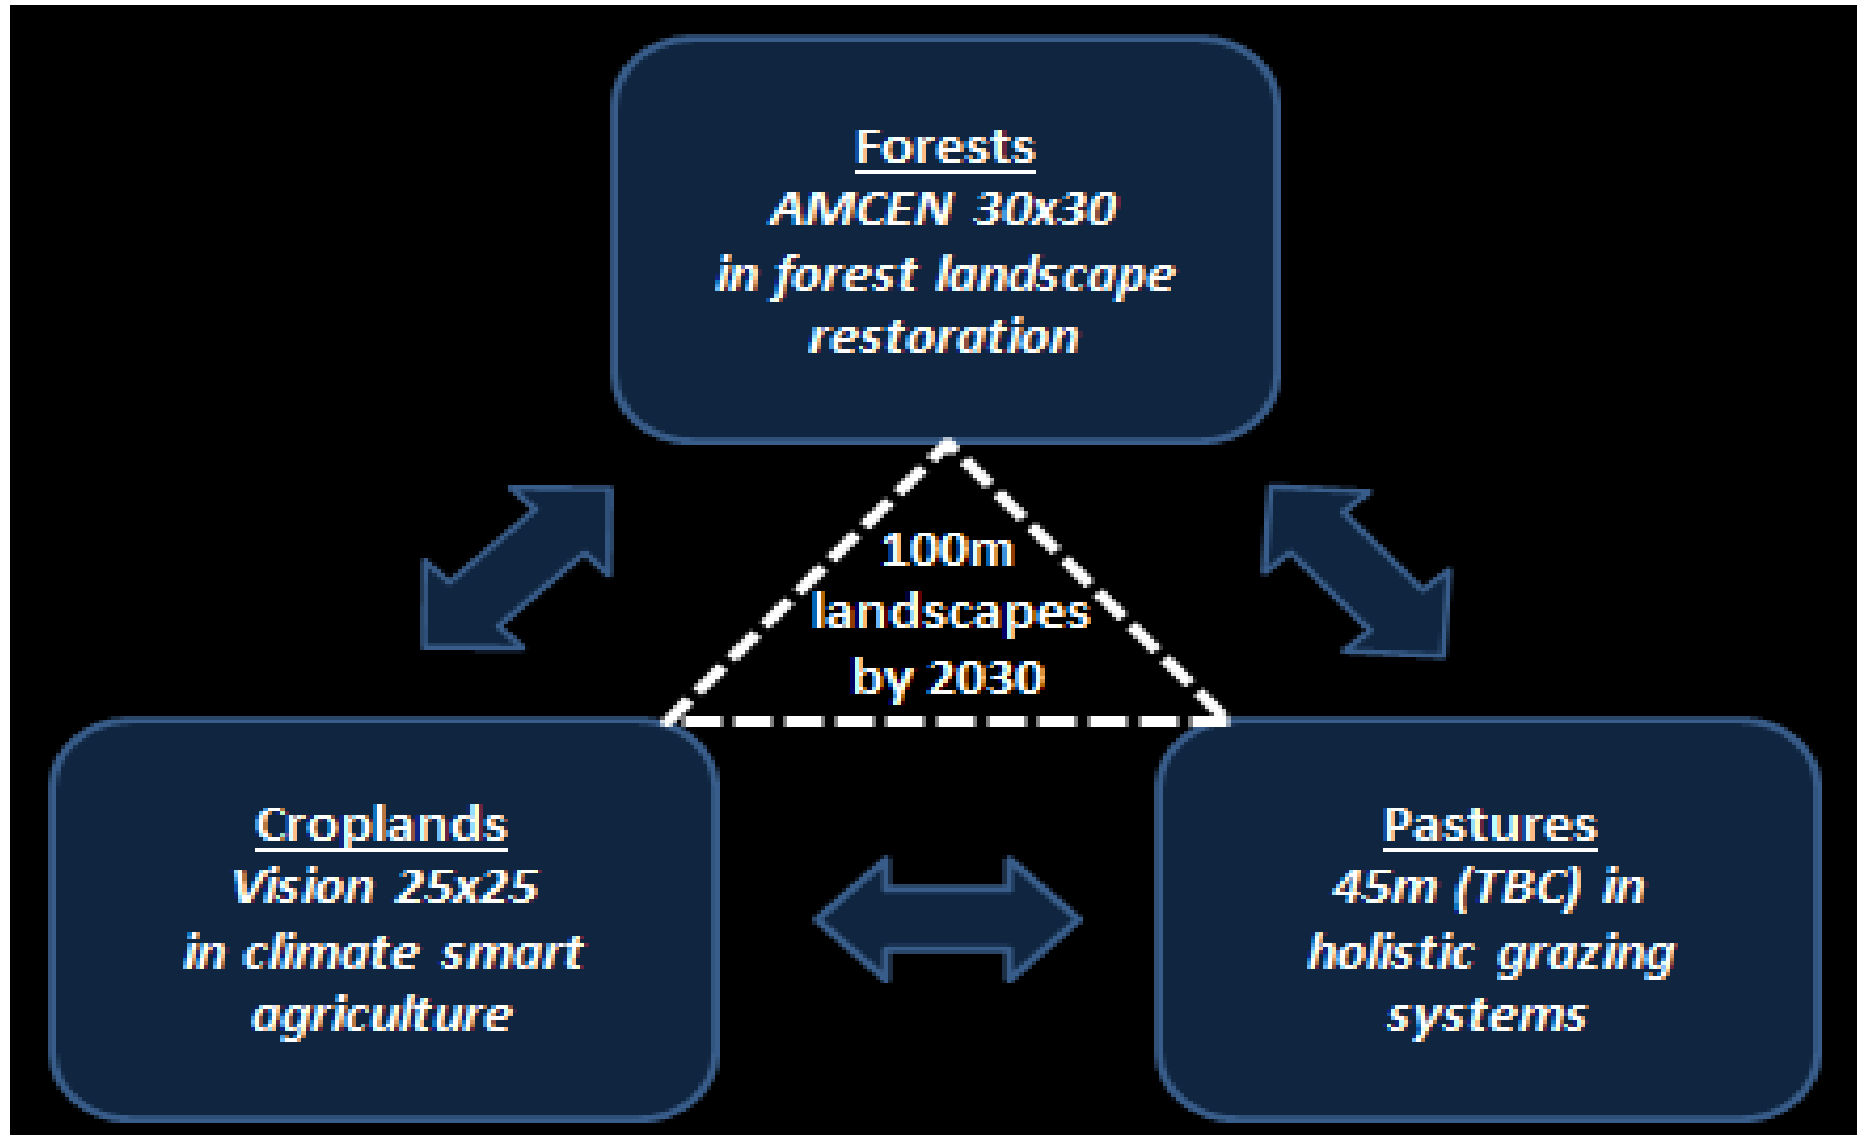 Forests
AMCEN 30x30
in forest landscape
restoration
100m
landscapes
by 2030
Croplands
Vision 25x25
in climate smart
agriculture
Pastures
45m (TBC) in
holistic grazing
systems